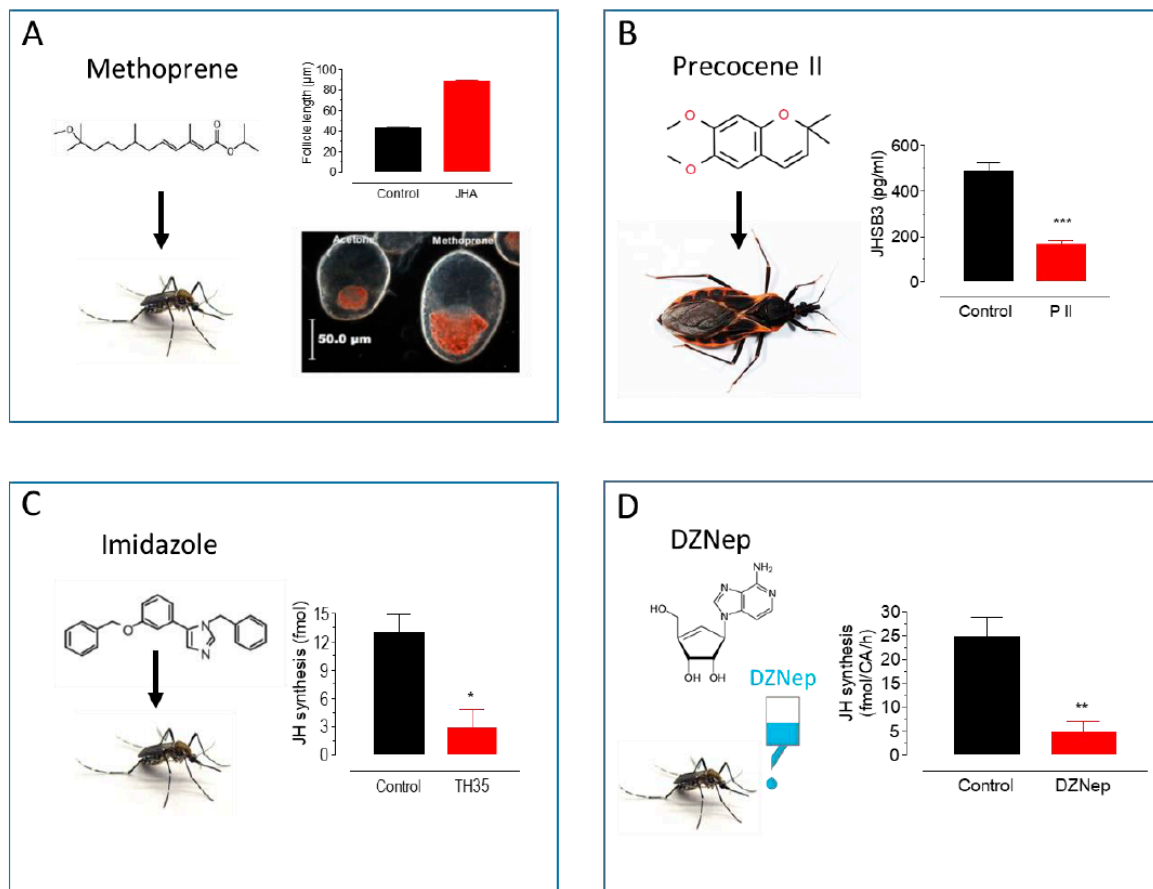 A
Methoprene
O
O
O
Follicle length (µm)
100
80
60
40
20
0
Control JHA
Acetone Methoprene
50.0 µm
B
Precocene II
O
O
O
JHSB3 (pg/ml)
600
400
200
0
***
Control P II
C
Imidazole
O
N
N
JH synthesis (fmol)
15
12
9
6
3
0
*
Control TH35
D
DZNep
NH2
N
N
N
HO
OH OH
DZNep
JH synthesis
(fmol/CA/h)
30
25
20
15
10
5
0
**
Control DZNep